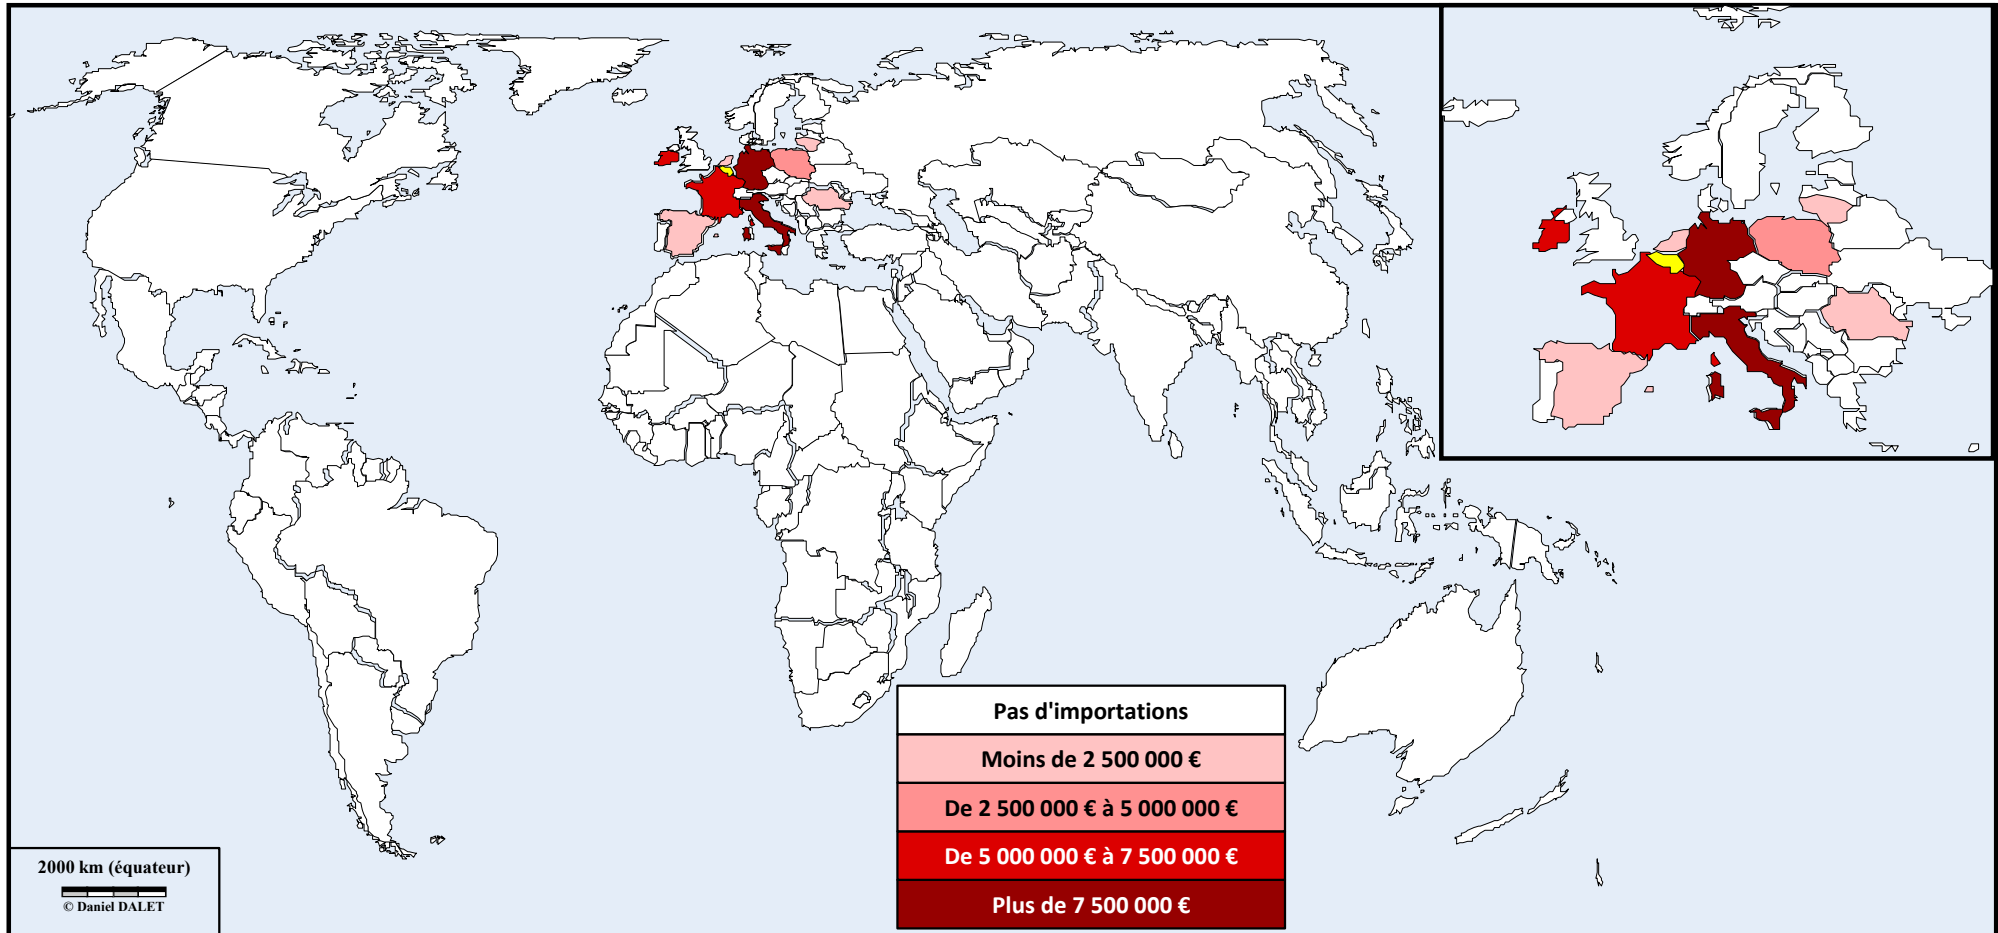 Pas d'importations
Moins de 2 500 000 €
De 2 500 000 € à 5 000 000 €
De 5 000 000 € à 7 500 000 €
Plus de 7 500 000 €
2000 km (équateur)
© Daniel DALET